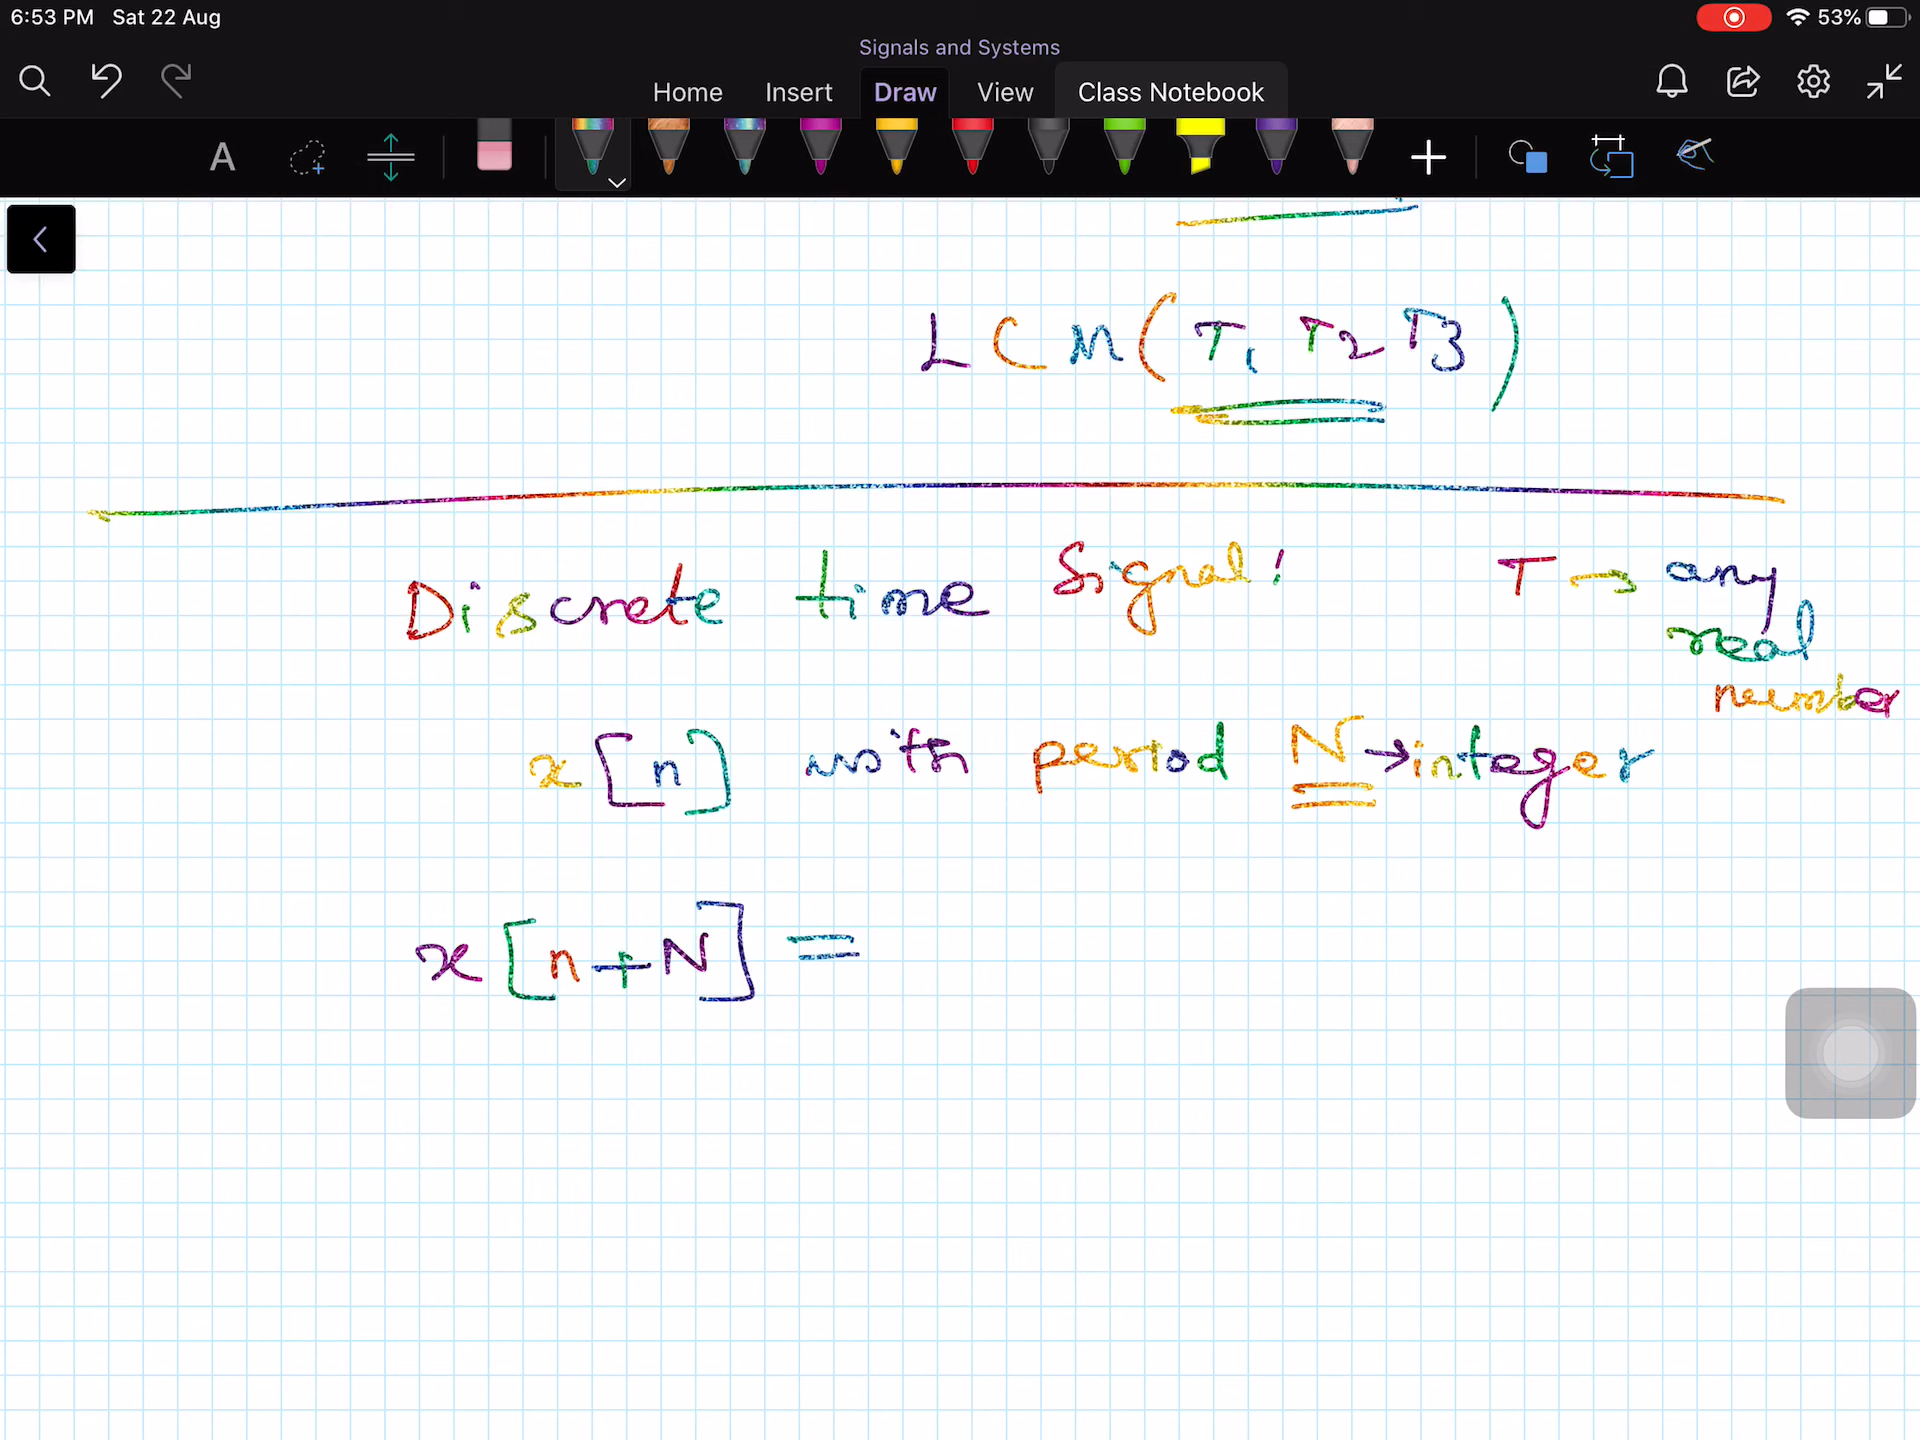 6:53 PM Sat 22 Aug
53%
Signals and Systems
Home Insert Draw View Class Notebook
A
L C M ( T1 T2 T3 )
Discrete time Signal: T → any
real
number
x[n] with period N → integer
x[n+N] =